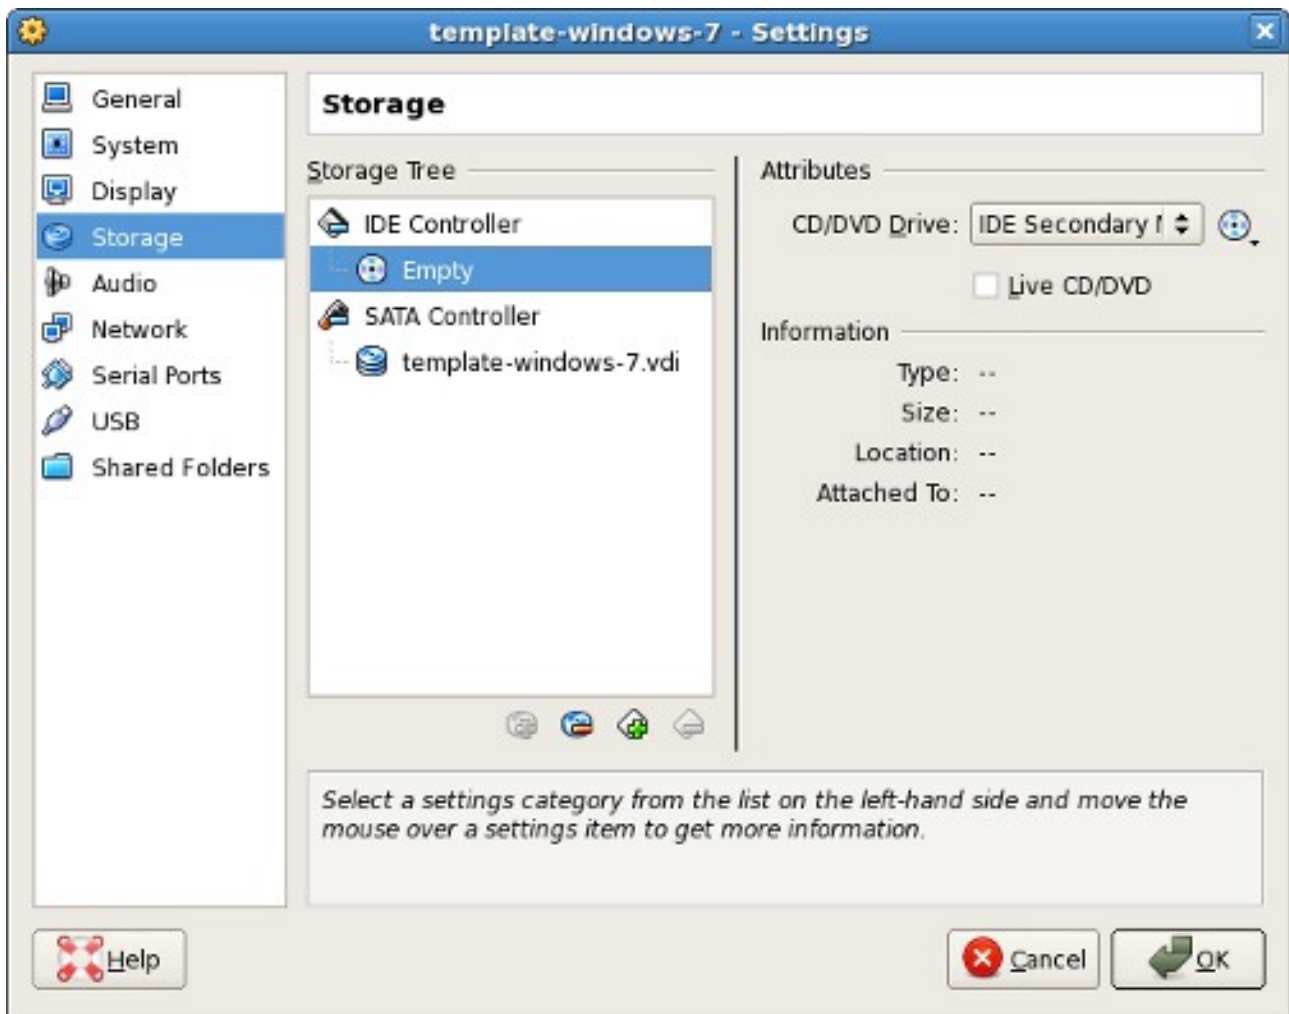 template-windows-7 - Settings
General
System
Display
Storage
Audio
Network
Serial Ports
USB
Shared Folders
Storage
Storage Tree
IDE Controller
Empty
SATA Controller
template-windows-7.vdi
Attributes
CD/DVD Drive: IDE Secondary
Live CD/DVD
Information
Type: --
Size: --
Location: --
Attached To: --
Select a settings category from the list on the left-hand side and move the
mouse over a settings item to get more information.
Help
Cancel
OK